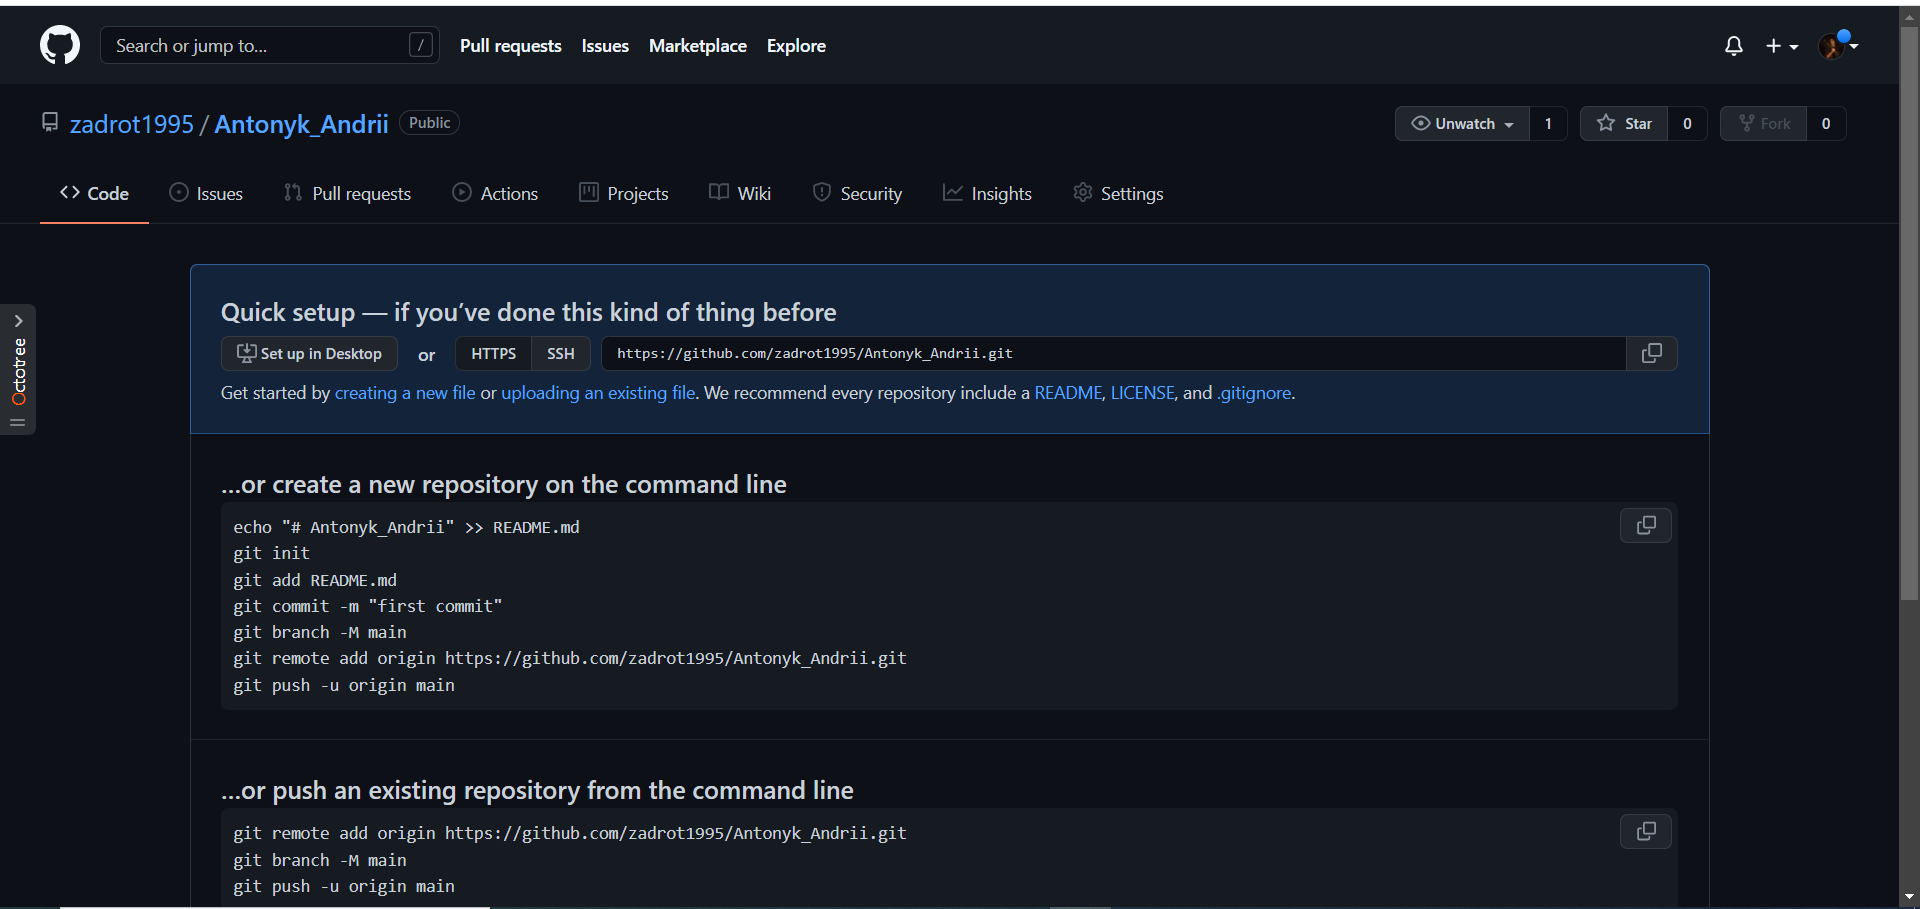 Search or jump to... /
Pull requests Issues Marketplace Explore
zadrot1995 / Antonyk_Andrii Public
Unwatch 1 Star 0 Fork 0
Code Issues Pull requests Actions Projects Wiki Security Insights Settings
Octotree
Quick setup — if you’ve done this kind of thing before
Set up in Desktop or HTTPS SSH https://github.com/zadrot1995/Antonyk_Andrii.git
Get started by creating a new file or uploading an existing file. We recommend every repository include a README, LICENSE, and .gitignore.
…or create a new repository on the command line
echo "# Antonyk_Andrii" >> README.md
git init
git add README.md
git commit -m "first commit"
git branch -M main
git remote add origin https://github.com/zadrot1995/Antonyk_Andrii.git
git push -u origin main
…or push an existing repository from the command line
git remote add origin https://github.com/zadrot1995/Antonyk_Andrii.git
git branch -M main
git push -u origin main